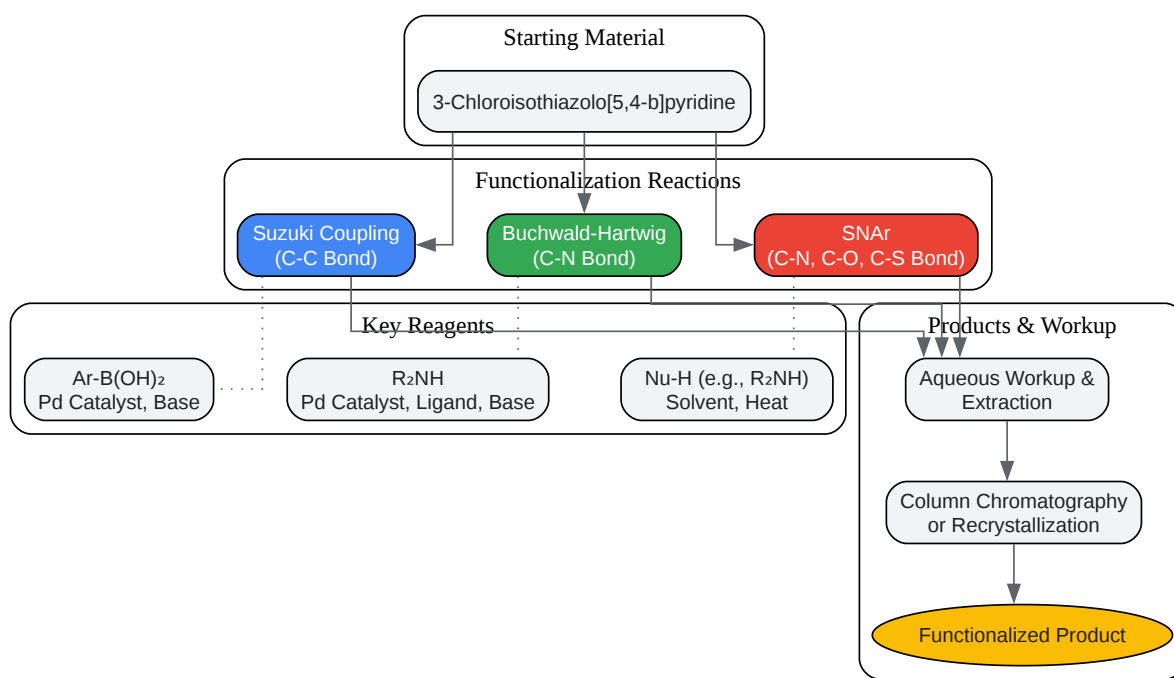 Starting Material
3-Chloroisothiazolo[5,4-b]pyridine
Functionalization Reactions
Suzuki Coupling
(C-C Bond)
Buchwald-Hartwig
(C-N Bond)
SNAr
(C-N, C-O, C-S Bond)
Key Reagents
Ar-B(OH)₂
Pd Catalyst, Base
R₂NH
Pd Catalyst, Ligand, Base
Nu-H (e.g., R₂NH)
Solvent, Heat
Products & Workup
Aqueous Workup &
Extraction
Column Chromatography
or Recrystallization
Functionalized Product